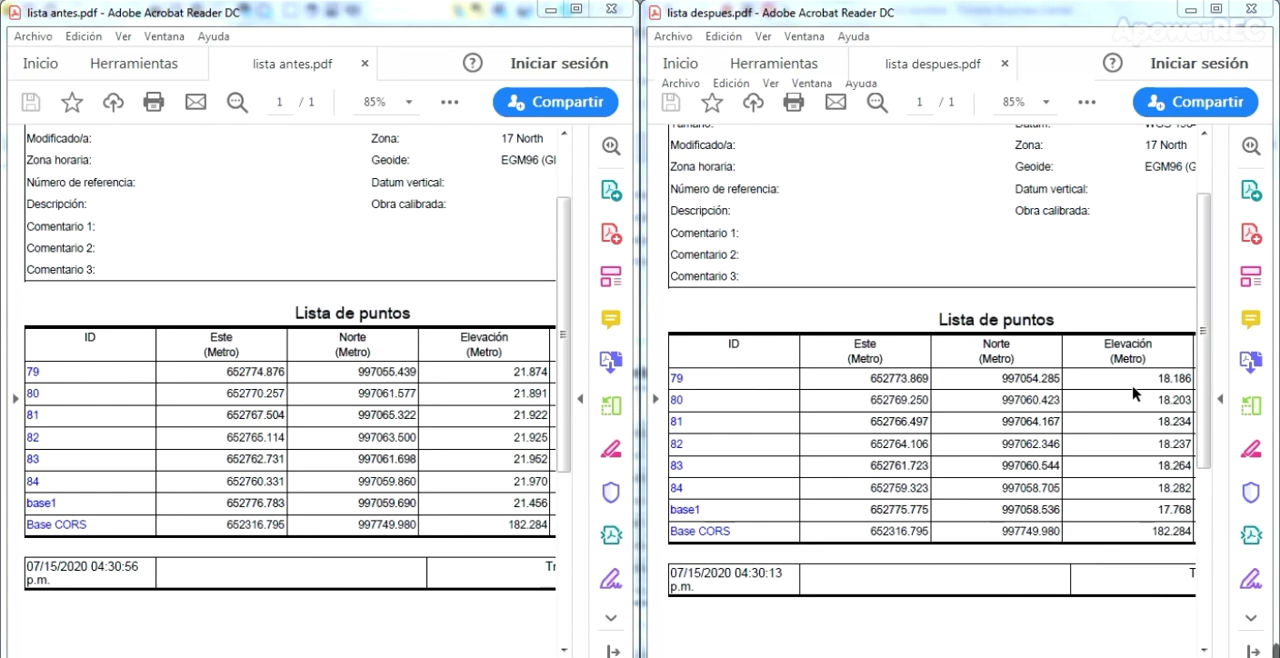 lista antes.pdf - Adobe Acrobat Reader DC
Archivo Edición Ver Ventana Ayuda
Inicio Herramientas lista antes.pdf × ? Iniciar sesión
1 / 1 85% Compartir
Modificado/a: Zona: 17 North
Zona horaria: Geoide: EGM96 (Gl
Número de referencia: Datum vertical:
Descripción: Obra calibrada:
Comentario 1:
Comentario 2:
Comentario 3:
Lista de puntos
ID Este (Metro) Norte (Metro) Elevación (Metro)
79 652774.876 997055.439 21.874
80 652770.257 997061.577 21.891
81 652767.504 997065.322 21.922
82 652765.114 997063.500 21.925
83 652762.731 997061.698 21.952
84 652760.331 997059.860 21.970
base1 652776.783 997059.690 21.456
Base CORS 652316.795 997749.980 182.284
07/15/2020 04:30:56 p.m. Tr
lista despues.pdf - Adobe Acrobat Reader DC
ApowerREC
Archivo Edición Ver Ventana Ayuda
Inicio Herramientas lista despues.pdf × ? Iniciar sesión
Archivo Edición Ver Ventana Ayuda
1 / 1 85% Compartir
Modificado/a: Zona: 17 North
Zona horaria: Geoide: EGM96 (G
Número de referencia: Datum vertical:
Descripción: Obra calibrada:
Comentario 1:
Comentario 2:
Comentario 3:
Lista de puntos
ID Este (Metro) Norte (Metro) Elevación (Metro)
79 652773.869 997054.285 18.186
80 652769.250 997060.423 18.203
81 652766.497 997064.167 18.234
82 652764.106 997062.346 18.237
83 652761.723 997060.544 18.264
84 652759.323 997058.705 18.282
base1 652775.775 997058.536 17.768
Base CORS 652316.795 997749.980 182.284
07/15/2020 04:30:13 p.m. T